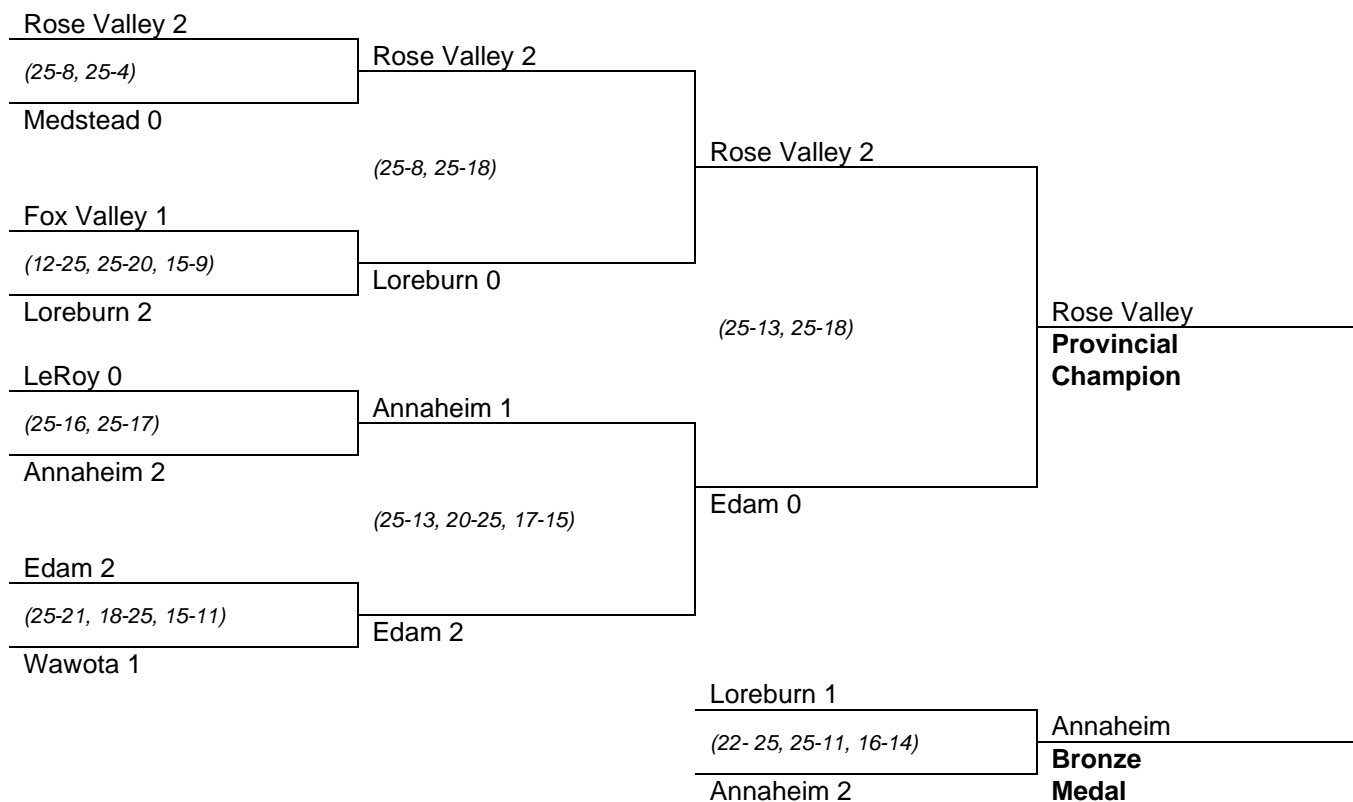 Rose Valley 2
(25-8, 25-4)
Medstead 0
Rose Valley 2
(25-8, 25-18)
Rose Valley 2
Fox Valley 1
(12-25, 25-20, 15-9)
Loreburn 2
Loreburn 0
(25-13, 25-18)
Rose Valley
Provincial
Champion
LeRoy 0
(25-16, 25-17)
Annaheim 2
Annaheim 1
(25-13, 20-25, 17-15)
Edam 0
Edam 2
(25-21, 18-25, 15-11)
Wawota 1
Edam 2
Loreburn 1
(22- 25, 25-11, 16-14)
Annaheim 2
Annaheim
Bronze
Medal